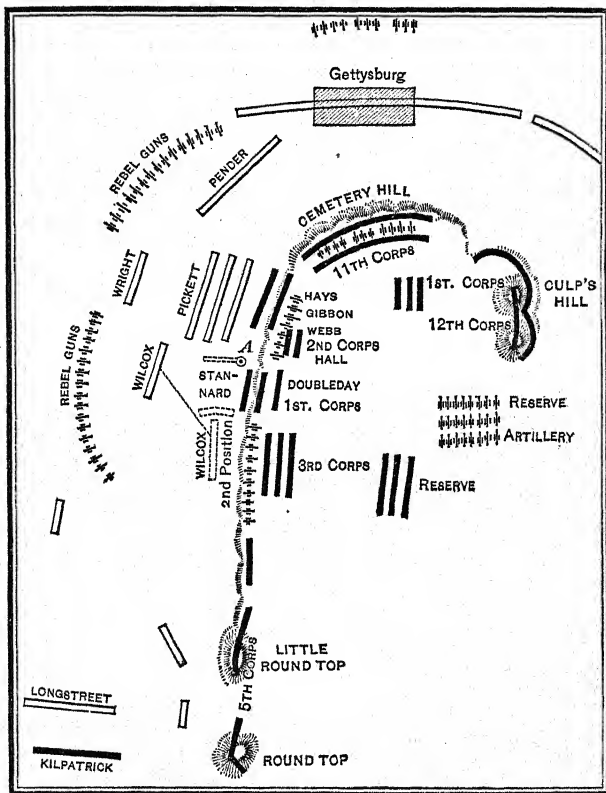 Gettysburg
REBEL GUNS
PENDER
CEMETERY HILL
11TH CORPS
WRIGHT
PICKETT
HAYS
GIBBON
WEBB
2ND CORPS
HALL
1ST. CORPS
CULP'S
HILL
12TH CORPS
REBEL GUNS
WILCOX
A
STAN-
NARD
DOUBLEDAY
1ST. CORPS
RESERVE
ARTILLERY
WILCOX
2nd Position
3RD CORPS
RESERVE
LITTLE
ROUND TOP
5TH CORPS
LONGSTREET
KILPATRICK
ROUND TOP